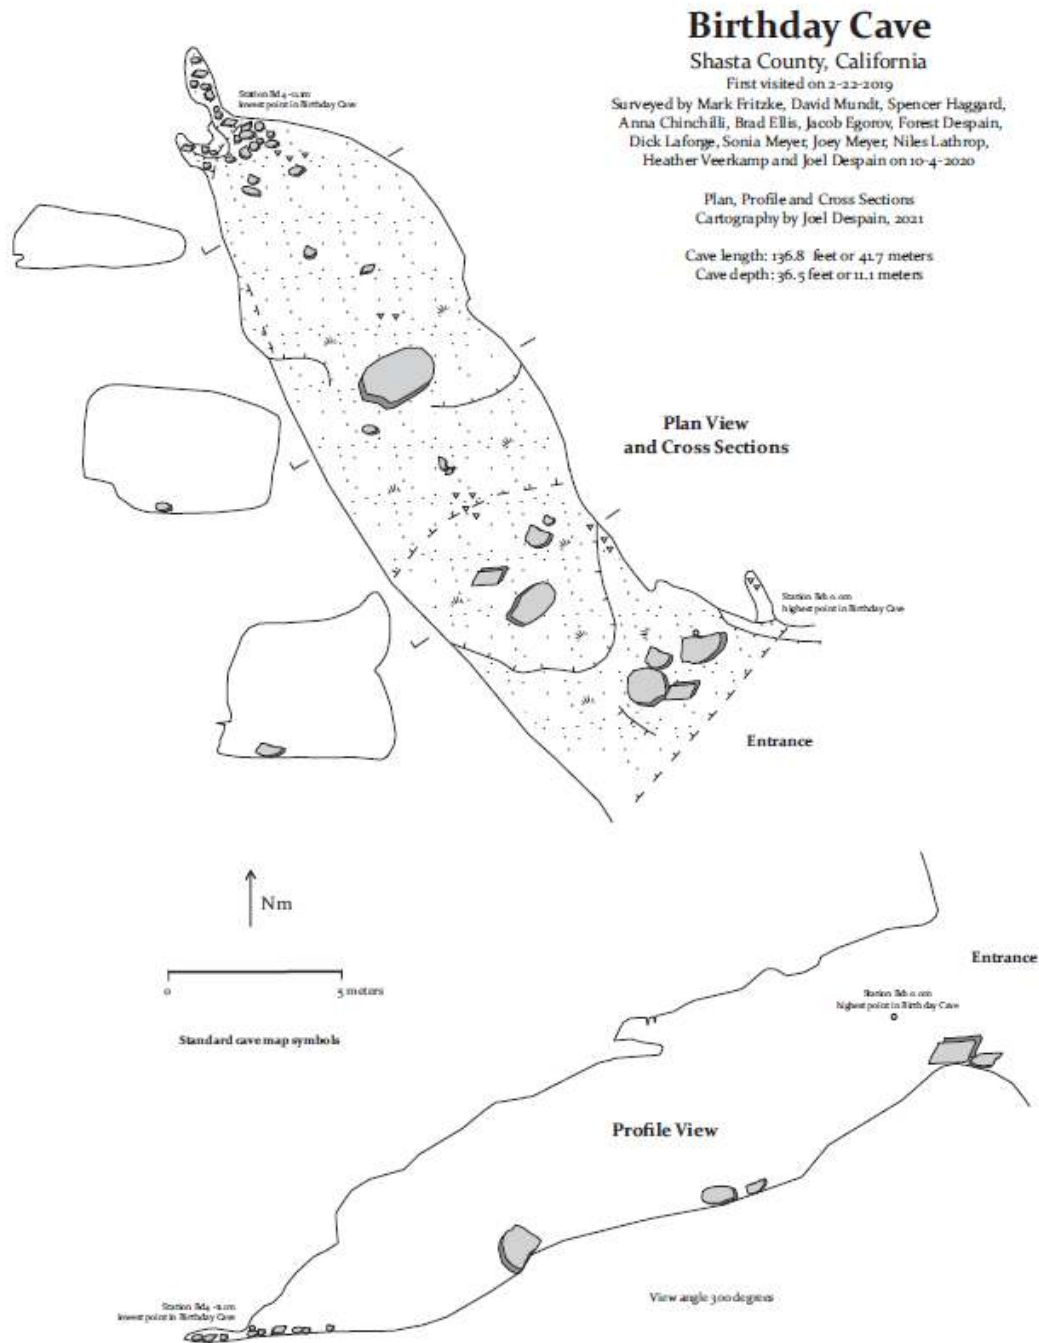 Birthday Cave
Shasta County, California
First visited on 2-22-2019
Surveyed by Mark Fritzke, David Mundt, Spencer Haggard,
Anna Chinchilli, Brad Ellis, Jacob Egorov, Forest Despain,
Dick Laforge, Sonia Meyer, Joey Meyer, Niles Lathrop,
Heather Veerkamp and Joel Despain on 10-4-2020
Plan, Profile and Cross Sections
Cartography by Joel Despain, 2021
Cave length: 136.8 feet or 41.7 meters
Cave depth: 36.5 feet or 11.1 meters
Station
lowest point in Birthday Cave
Plan View
and Cross Sections
Station
highest point in Birthday Cave
Entrance
Nm
0 5 meters
Standard cave map symbols
Entrance
Station
highest point in Birthday Cave
Profile View
Station
lowest point in Birthday Cave
View angle 300 degrees